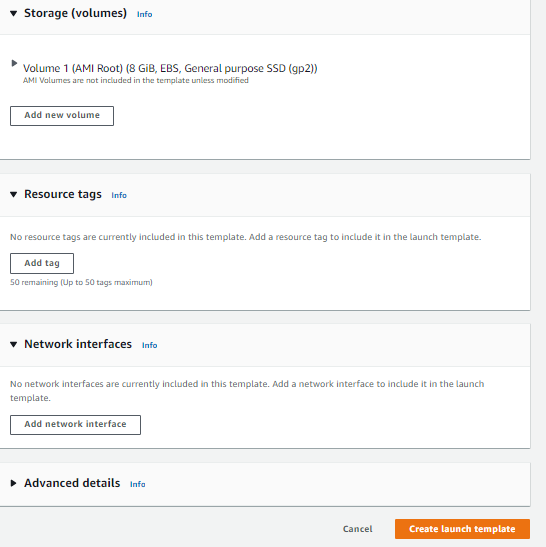 Storage (volumes) Info
Volume 1 (AMI Root) (8 GiB, EBS, General purpose SSD (gp2))
AMI Volumes are not included in the template unless modified
Add new volume
Resource tags Info
No resource tags are currently included in this template. Add a resource tag to include it in the launch template.
Add tag
50 remaining (Up to 50 tags maximum)
Network interfaces Info
No network interfaces are currently included in this template. Add a network interface to include it in the launch
template.
Add network interface
Advanced details Info
Cancel Create launch template